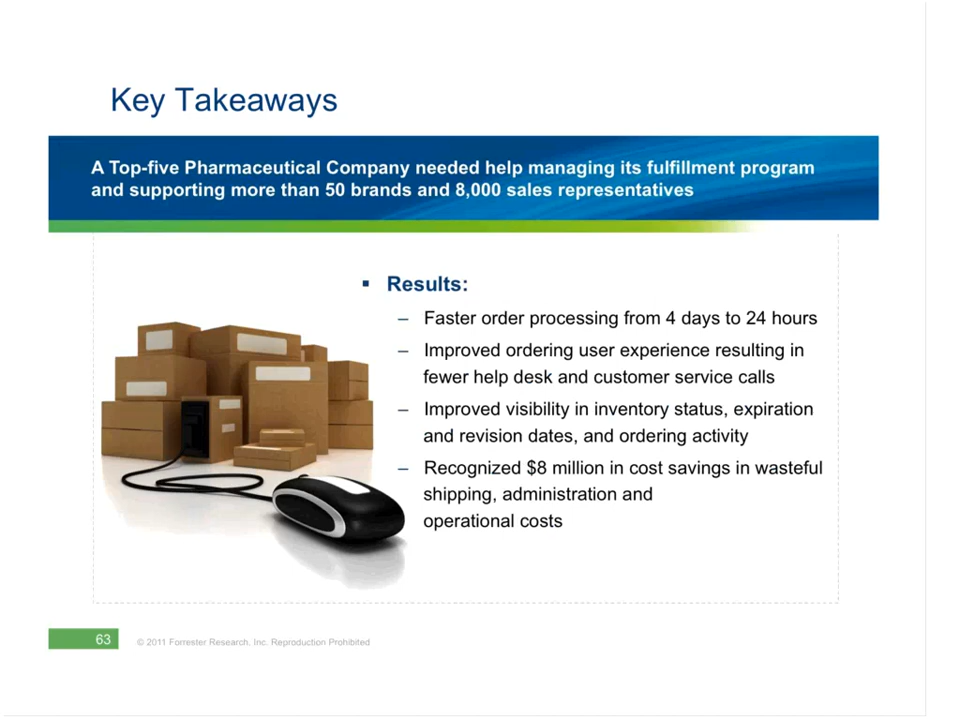 Key Takeaways
A Top-five Pharmaceutical Company needed help managing its fulfillment program
and supporting more than 50 brands and 8,000 sales representatives
▪ Results:
– Faster order processing from 4 days to 24 hours
– Improved ordering user experience resulting in
fewer help desk and customer service calls
– Improved visibility in inventory status, expiration
and revision dates, and ordering activity
– Recognized $8 million in cost savings in wasteful
shipping, administration and
operational costs
63
© 2011 Forrester Research, Inc. Reproduction Prohibited